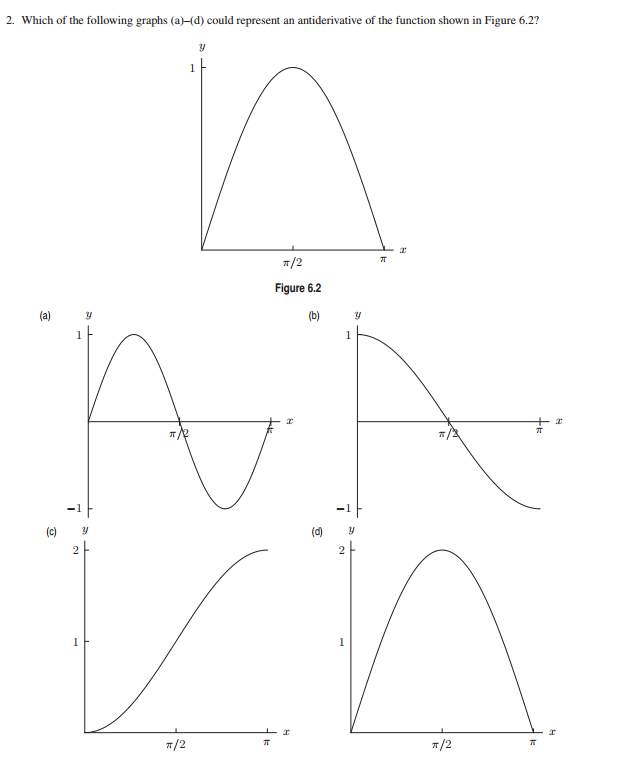 2. Which of the following graphs (a)–(d) could represent an antiderivative of the function shown in Figure 6.2?
y
1
x
π/2
π
Figure 6.2
(a)
y
1
x
π/2
π
−1
(b)
y
1
x
π/2
π
−1
(c)
y
2
1
x
π/2
π
(d)
y
2
1
x
π/2
π